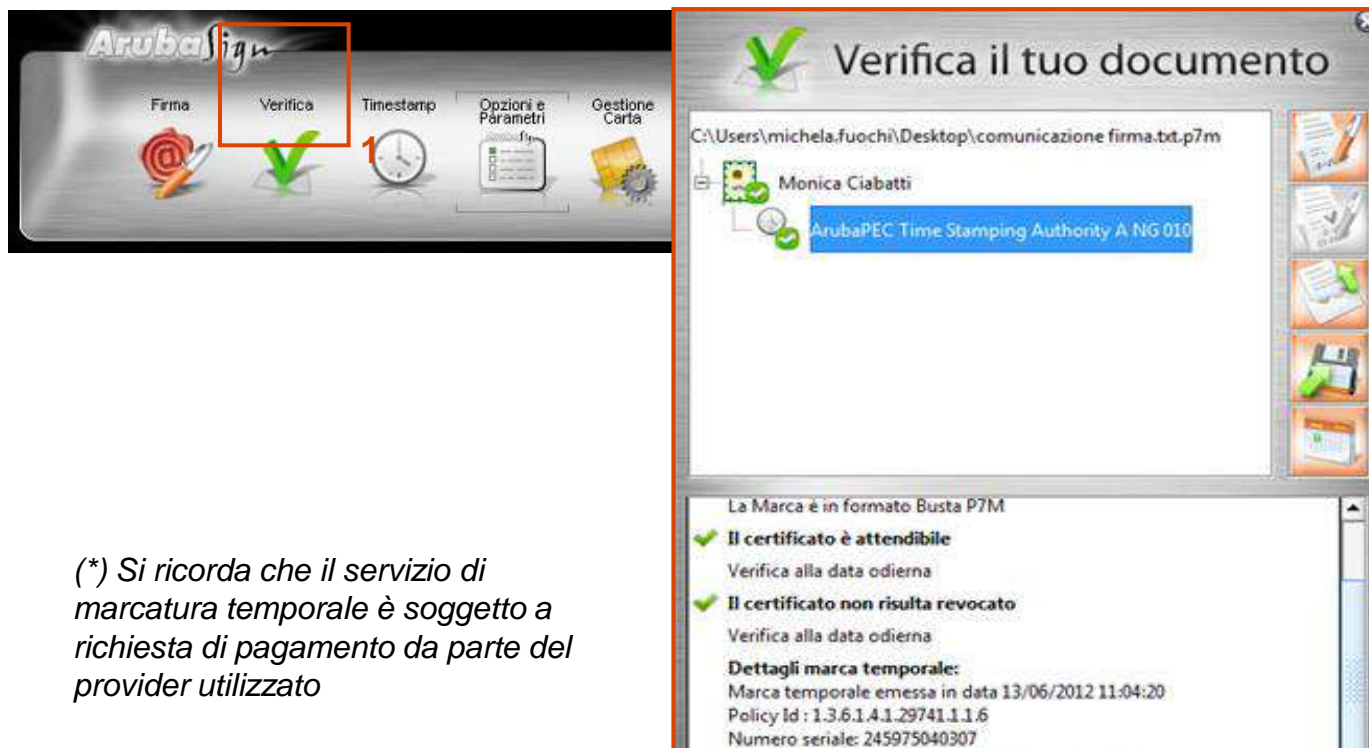 ArubaSign
Firma
Verifica
Timestamp
Opzioni e
Parametri
Gestione
Carta
1
Verifica il tuo documento
C:\Users\michela.fuochi\Desktop\comunicazione firma.txt.p7m
Monica Ciabatti
ArubaPEC Time Stamping Authority A NG 010
La Marca è in formato Busta P7M
Il certificato è attendibile
Verifica alla data odierna
Il certificato non risulta revocato
Verifica alla data odierna
Dettagli marca temporale:
Marca temporale emessa in data 13/06/2012 11:04:20
Policy Id : 1.3.6.1.4.1.29741.1.1.6
Numero seriale: 245975040307
(*) Si ricorda che il servizio di
marcatura temporale è soggetto a
richiesta di pagamento da parte del
provider utilizzato